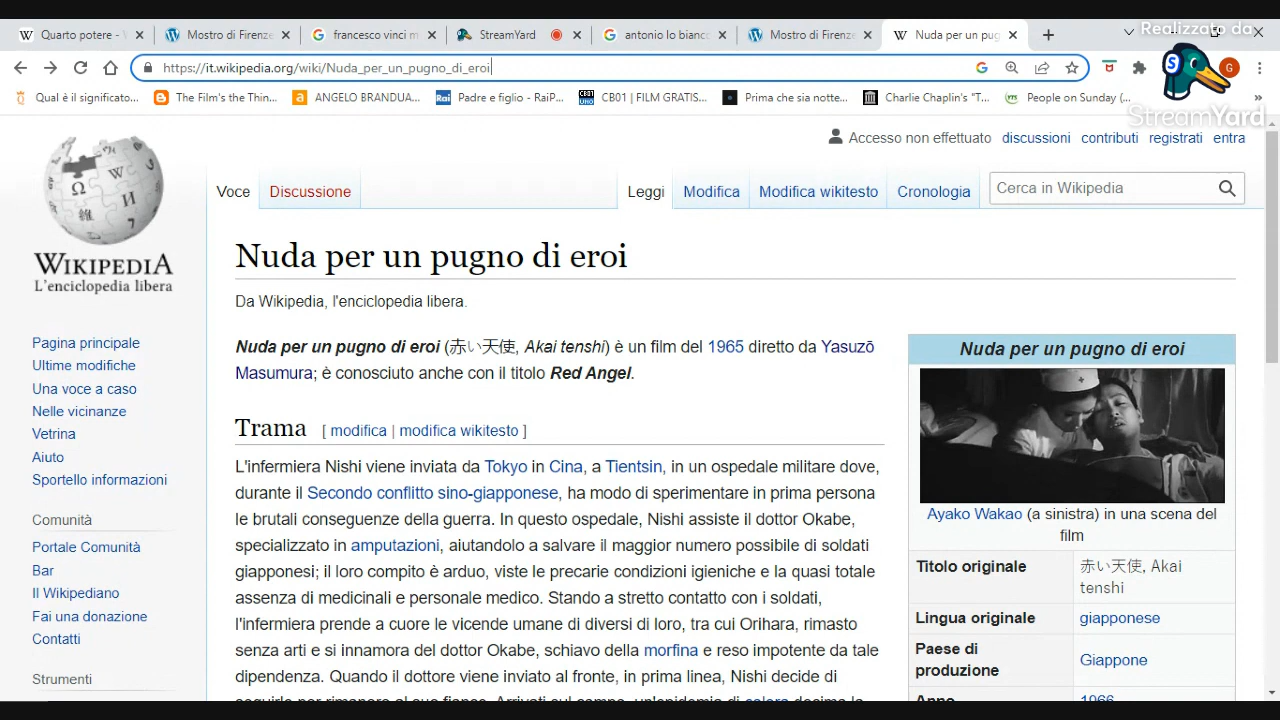 Quarto potere - W
Mostro di Firenze
francesco vinci m
StreamYard
antonio lo bianco
Mostro di Firenze
Nuda per un pug
Realizzato da
https://it.wikipedia.org/wiki/Nuda_per_un_pugno_di_eroi
G
S
G
Qual è il significato...
The Film's the Thin...
a
ANGELO BRANDUA...
Rai
Padre e figlio - RaiP...
CB01
UNO
CB01 | FILM GRATIS...
Prima che sia notte...
Charlie Chaplin's "T...
People on Sunday (...
»
StreamYard
Accesso non effettuato
discussioni
contributi
registrati
entra
Voce
Discussione
Leggi
Modifica
Modifica wikitesto
Cronologia
Cerca in Wikipedia
WIKIPEDIA
L'enciclopedia libera
Nuda per un pugno di eroi
Da Wikipedia, l'enciclopedia libera.
Pagina principale
Ultime modifiche
Una voce a caso
Nelle vicinanze
Vetrina
Aiuto
Sportello informazioni
Comunità
Portale Comunità
Bar
Il Wikipediano
Fai una donazione
Contatti
Strumenti
Nuda per un pugno di eroi (赤い天使, Akai tenshi) è un film del 1965 diretto da Yasuzō
Masumura; è conosciuto anche con il titolo Red Angel.
Trama [ modifica | modifica wikitesto ]
L'infermiera Nishi viene inviata da Tokyo in Cina, a Tientsin, in un ospedale militare dove,
durante il Secondo conflitto sino-giapponese, ha modo di sperimentare in prima persona
le brutali conseguenze della guerra. In questo ospedale, Nishi assiste il dottor Okabe,
specializzato in amputazioni, aiutandolo a salvare il maggior numero possibile di soldati
giapponesi; il loro compito è arduo, viste le precarie condizioni igieniche e la quasi totale
assenza di medicinali e personale medico. Stando a stretto contatto con i soldati,
l'infermiera prende a cuore le vicende umane di diversi di loro, tra cui Orihara, rimasto
senza arti e si innamora del dottor Okabe, schiavo della morfina e reso impotente da tale
dipendenza. Quando il dottore viene inviato al fronte, in prima linea, Nishi decide di
Nuda per un pugno di eroi
Ayako Wakao (a sinistra) in una scena del
film
Titolo originale
赤い天使, Akai
tenshi
Lingua originale
giapponese
Paese di
produzione
Giappone
Anno
1966